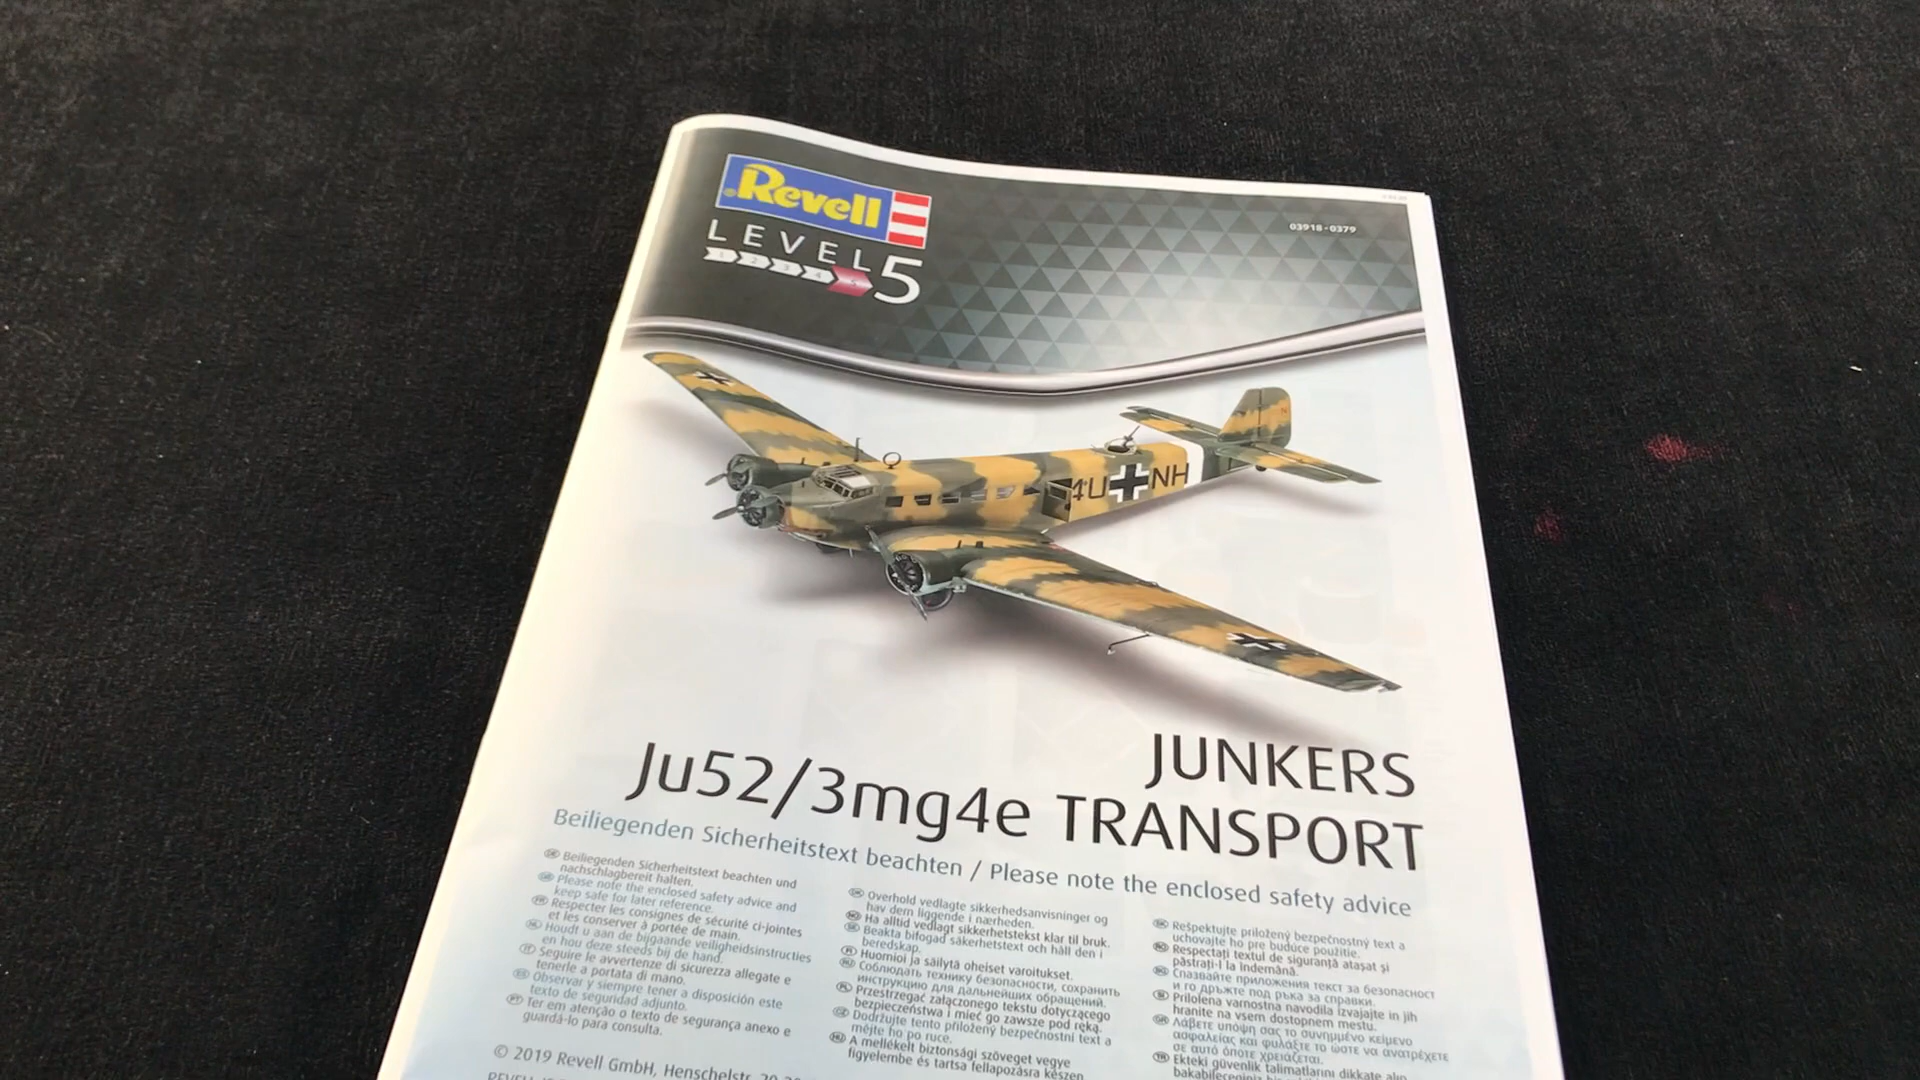 Revell
LEVEL 5
1 2 3 4 5
03918-0379
4U NH
JUNKERS
Ju52/3mg4e TRANSPORT
Beiliegenden Sicherheitstext beachten / Please note the enclosed safety advice
Beiliegenden Sicherheitstext beachten und
nachschlagbereit halten.
Please note the enclosed safety advice and
keep safe for later reference.
Respecter les consignes de sécurité ci-jointes
et les conserver à portée de main.
Houdt u aan de bijgaande veiligheidsinstructies
en hou deze steeds bij de hand.
Seguire le avvertenze di sicurezza allegate e
tenerle a portata di mano.
Observar y siempre tener a disposición este
texto de seguridad adjunto.
Ter em atenção o texto de segurança anexo e
guardá-lo para consulta.
Overhold vedlagte sikkerhedsanvisninger og
hav dem liggende i nærheden.
Ha alltid vedlagt sikkerhetstekst klar til bruk.
Beakta bifogad säkerhetstext och håll den i
beredskap.
Huomioi ja säilytä oheiset varoitukset.
Соблюдать технику безопасности, сохранить
инструкцию для дальнейших обращений.
Przestrzegać załączonego tekstu dotyczącego
bezpieczeństwa i mieć go zawsze pod ręką.
Dodržujte tento přiložený bezpečnostní text a
mějte ho po ruce.
A mellékelt biztonsági szöveget vegye
figyelembe és tartsa fellapozásra készen
Rešpektujte priložený bezpečnostný text a
uchovajte ho pre budúce použitie.
Respectați textul de siguranță atașat și
păstrați-l la îndemână.
Спазвайте приложения текст за безопасност
и го дръжте под ръка за справки.
Priložena varnostna navodila izvajajte in jih
hranite na vsem dostopnem mestu.
Λάβετε υπόψη σας το συνημμένο κείμενο
ασφαλείας και φυλάξτε το ώστε να ανατρέχετε
σε αυτό όποτε χρειάζεται.
Ekteki güvenlik talimatlarını dikkate alıp
© 2019 Revell GmbH, Henschelstr.